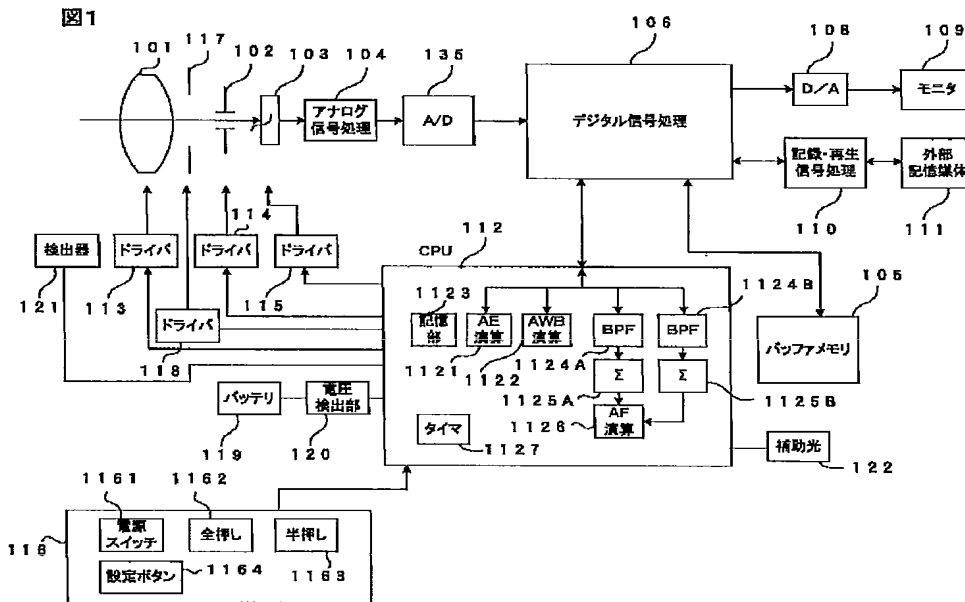 図1
101
117
102
103
104
135
106
108
109
アナログ
信号処理
A/D
デジタル信号処理
D/A
モニタ
記録・再生
信号処理
外部
記憶媒体
110
111
検出器
121
ドライバ
113
ドライバ
114
ドライバ
115
ドライバ
118
CPU
112
1123
記憶
部
AE
演算
1121
AWB
演算
1122
BPF
1124A
BPF
1124B
Σ
1125A
Σ
1125B
AF
演算
1126
タイマ
1127
105
バッファメモリ
バッテリ
119
電圧
検出部
120
補助光
122
116
1161
電源
スイッチ
1162
全押し
半押し
1163
設定ボタン
1164